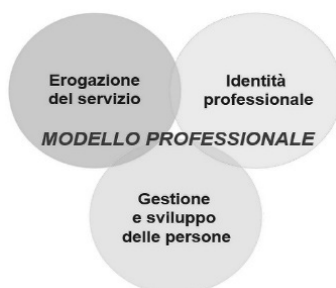 Erogazione
del servizio
Identità
professionale
MODELLO PROFESSIONALE
Gestione
e sviluppo
delle persone